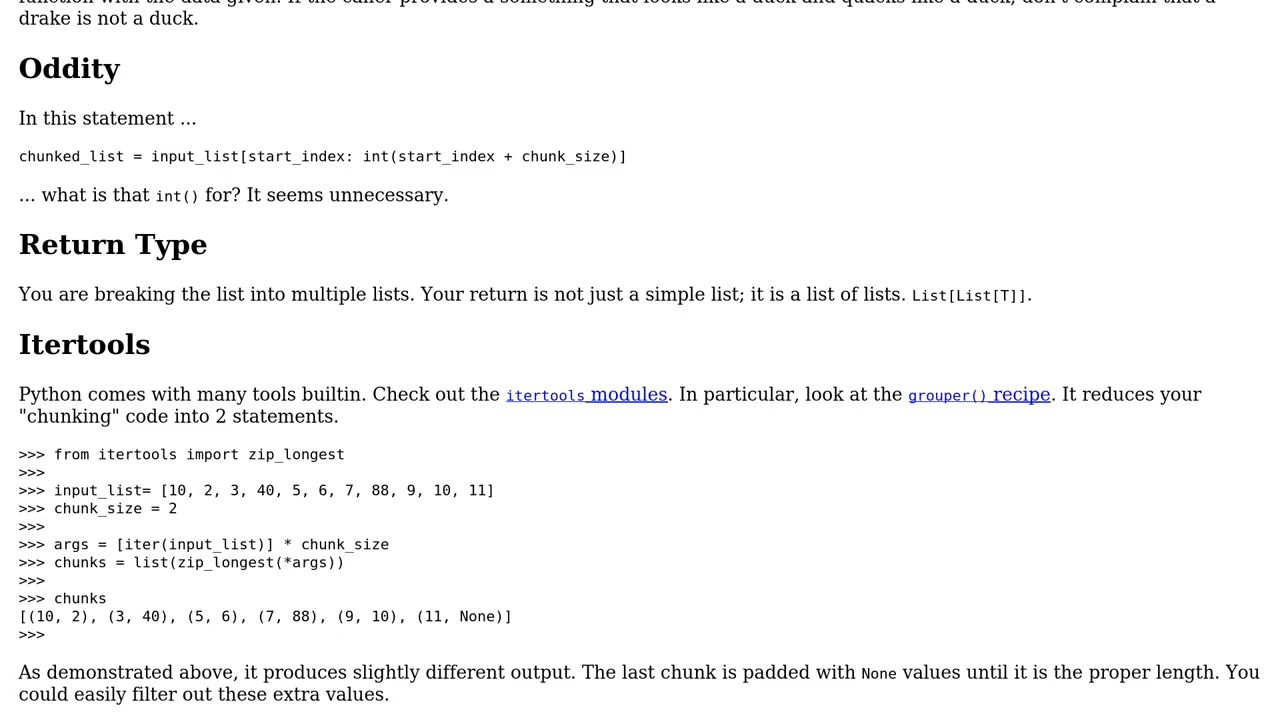 drake is not a duck.
Oddity
In this statement ...
chunked_list = input_list[start_index: int(start_index + chunk_size)]
... what is that int() for? It seems unnecessary.
Return Type
You are breaking the list into multiple lists. Your return is not just a simple list; it is a list of lists. List[List[T]].
Itertools
Python comes with many tools builtin. Check out the itertools modules. In particular, look at the grouper() recipe. It reduces your
"chunking" code into 2 statements.
>>> from itertools import zip_longest
>>>
>>> input_list= [10, 2, 3, 40, 5, 6, 7, 88, 9, 10, 11]
>>> chunk_size = 2
>>>
>>> args = [iter(input_list)] * chunk_size
>>> chunks = list(zip_longest(*args))
>>>
>>> chunks
[(10, 2), (3, 40), (5, 6), (7, 88), (9, 10), (11, None)]
>>>
As demonstrated above, it produces slightly different output. The last chunk is padded with None values until it is the proper length. You
could easily filter out these extra values.